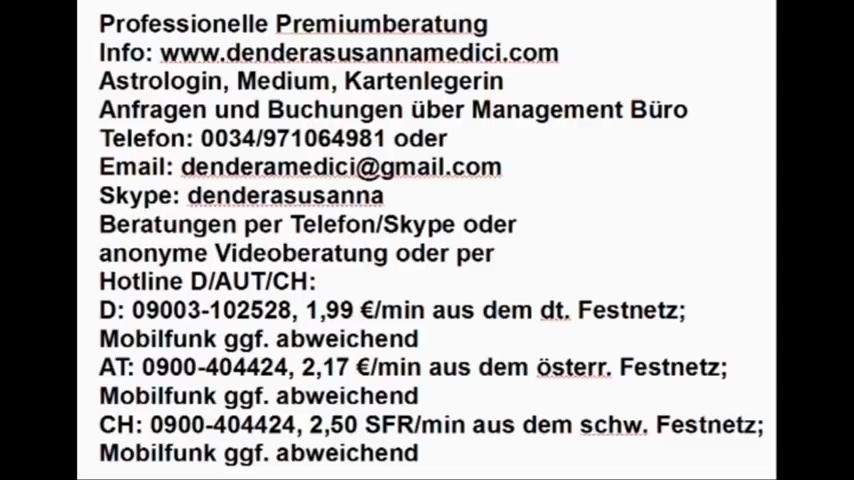 Professionelle Premiumberatung
Info: www.denderasusannamedici.com
Astrologin, Medium, Kartenlegerin
Anfragen und Buchungen über Management Büro
Telefon: 0034/971064981 oder
Email: denderamedici@gmail.com
Skype: denderasusanna
Beratungen per Telefon/Skype oder
anonyme Videoberatung oder per
Hotline D/AUT/CH:
D: 09003-102528, 1,99 €/min aus dem dt. Festnetz;
Mobilfunk ggf. abweichend
AT: 0900-404424, 2,17 €/min aus dem österr. Festnetz;
Mobilfunk ggf. abweichend
CH: 0900-404424, 2,50 SFR/min aus dem schw. Festnetz;
Mobilfunk ggf. abweichend